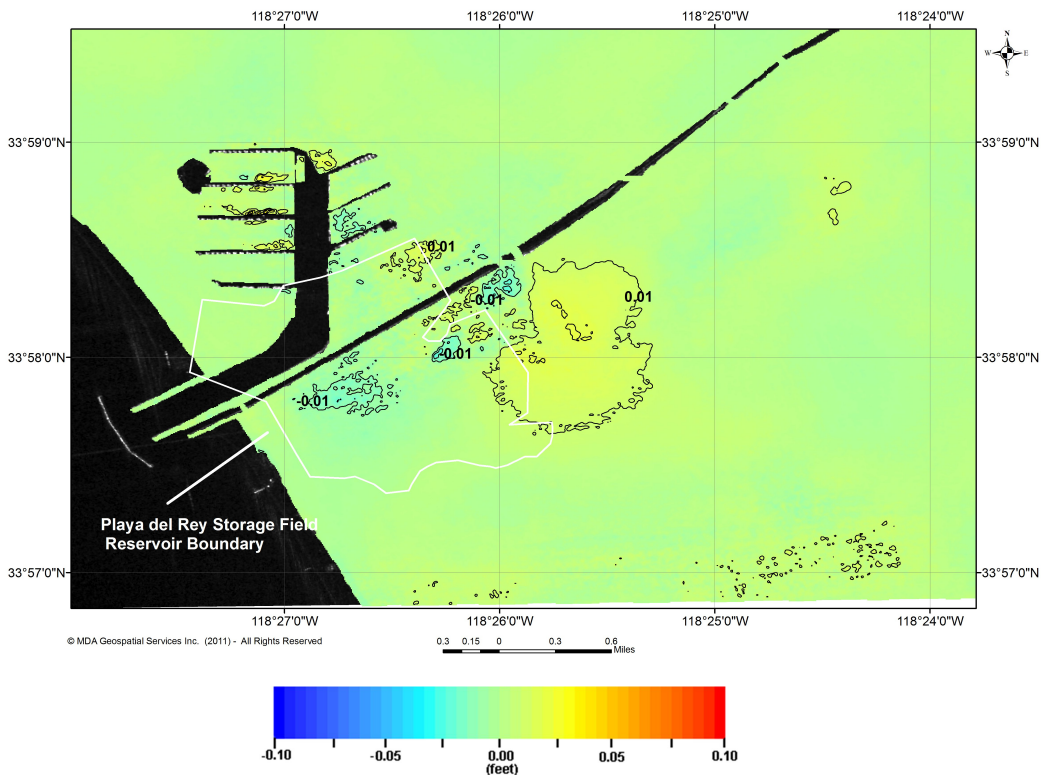 118°27'0"W 118°26'0"W 118°25'0"W 118°24'0"W
N
W E
S
33°59'0"N 33°59'0"N
0.01
-0.01 0.01
33°58'0"N -0.01 33°58'0"N
-0.01
Playa del Rey Storage Field
Reservoir Boundary
33°57'0"N 33°57'0"N
118°27'0"W 118°26'0"W 118°25'0"W 118°24'0"W
© MDA Geospatial Services Inc. (2011) - All Rights Reserved
0.3 0.15 0 0.3 0.6
Miles
-0.10 -0.05 0.00 0.05 0.10
(feet)